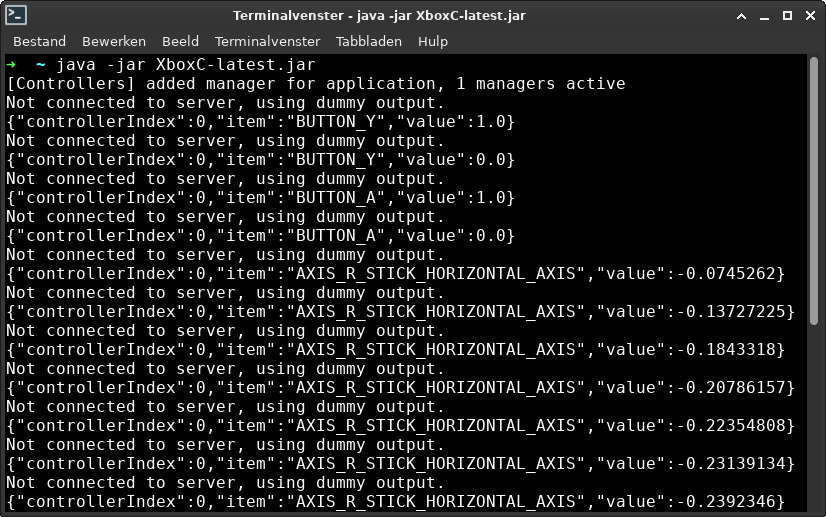 Terminalvenster - java -jar XboxC-latest.jar
Bestand Bewerken Beeld Terminalvenster Tabbladen Hulp
➜ ~ java -jar XboxC-latest.jar
[Controllers] added manager for application, 1 managers active
Not connected to server, using dummy output.
{"controllerIndex":0,"item":"BUTTON_Y","value":1.0}
Not connected to server, using dummy output.
{"controllerIndex":0,"item":"BUTTON_Y","value":0.0}
Not connected to server, using dummy output.
{"controllerIndex":0,"item":"BUTTON_A","value":1.0}
Not connected to server, using dummy output.
{"controllerIndex":0,"item":"BUTTON_A","value":0.0}
Not connected to server, using dummy output.
{"controllerIndex":0,"item":"AXIS_R_STICK_HORIZONTAL_AXIS","value":-0.0745262}
Not connected to server, using dummy output.
{"controllerIndex":0,"item":"AXIS_R_STICK_HORIZONTAL_AXIS","value":-0.13727225}
Not connected to server, using dummy output.
{"controllerIndex":0,"item":"AXIS_R_STICK_HORIZONTAL_AXIS","value":-0.1843318}
Not connected to server, using dummy output.
{"controllerIndex":0,"item":"AXIS_R_STICK_HORIZONTAL_AXIS","value":-0.20786157}
Not connected to server, using dummy output.
{"controllerIndex":0,"item":"AXIS_R_STICK_HORIZONTAL_AXIS","value":-0.22354808}
Not connected to server, using dummy output.
{"controllerIndex":0,"item":"AXIS_R_STICK_HORIZONTAL_AXIS","value":-0.23139134}
Not connected to server, using dummy output.
{"controllerIndex":0,"item":"AXIS_R_STICK_HORIZONTAL_AXIS","value":-0.2392346}